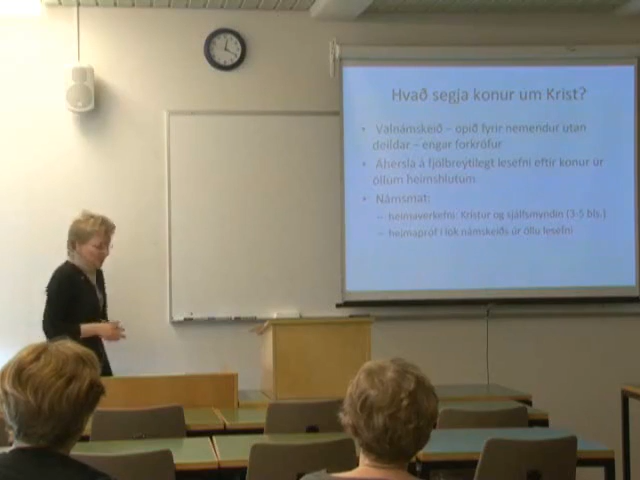 Hvað segja konur um Krist?
• Valnámskeið – opið fyrir nemendur utan
deildar – engar forkröfur
• Áhersla á fjölbreytilegt lesefni eftir konur úr
öllum heimshlutum
• Námsmat:
– heimaverkefni: Kristur og sjálfsmyndin (3-5 bls.)
– heimapróf í lok námskeiðs úr öllu lesefni